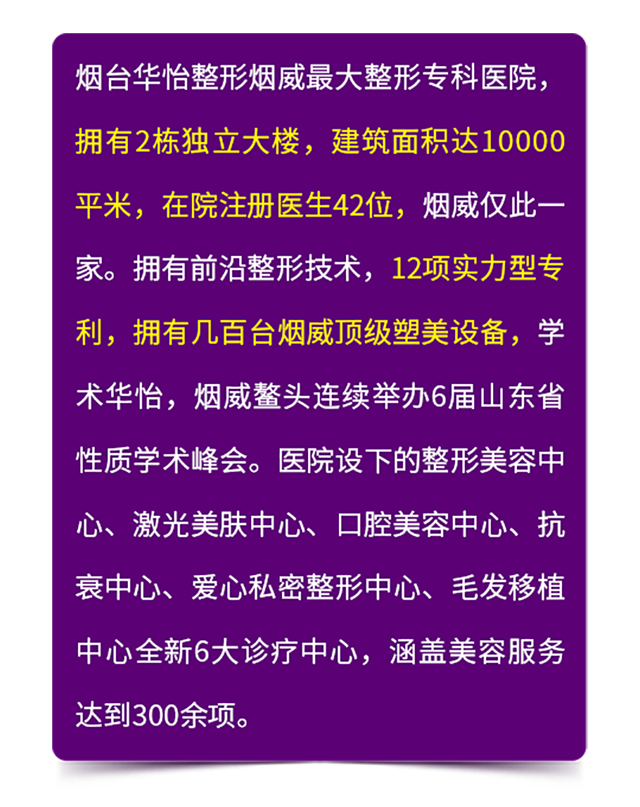 烟台华怡整形烟威最大整形专科医院，
拥有2栋独立大楼，建筑面积达10000
平米，在院注册医生42位，烟威仅此一
家。拥有前沿整形技术，12项实力型专
利，拥有几百台烟威顶级塑美设备，学
术华怡，烟威鳌头连续举办6届山东省
性质学术峰会。医院设下的整形美容中
心、激光美肤中心、口腔美容中心、抗
衰中心、爱心私密整形中心、毛发移植
中心全新6大诊疗中心，涵盖美容服务
达到300余项。